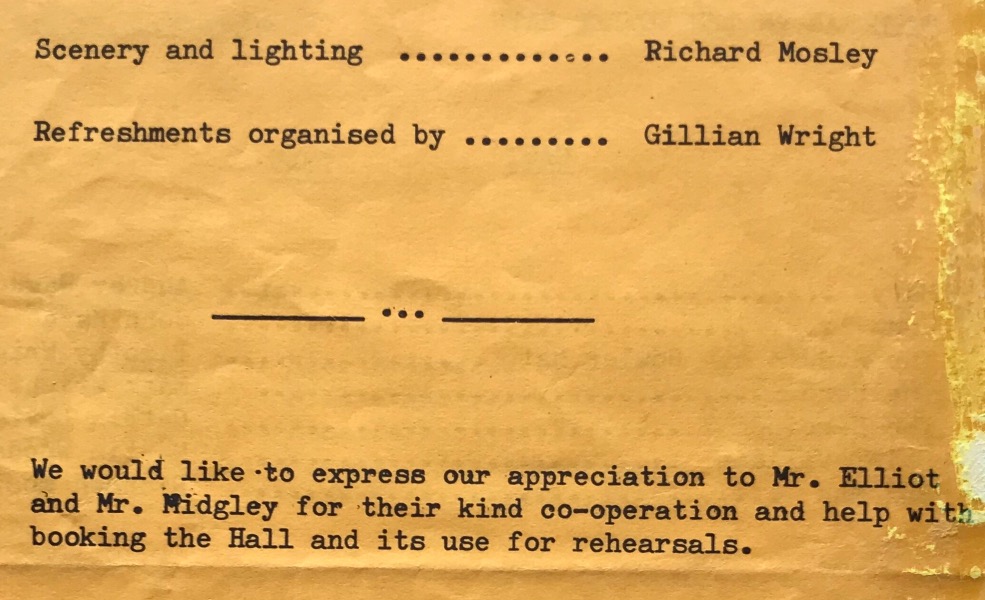 Scenery and lighting ............. Richard Mosley
Refreshments organised by ......... Gillian Wright
_____ ... _____
We would like to express our appreciation to Mr. Elliot
and Mr. Midgley for their kind co-operation and help with
booking the Hall and its use for rehearsals.